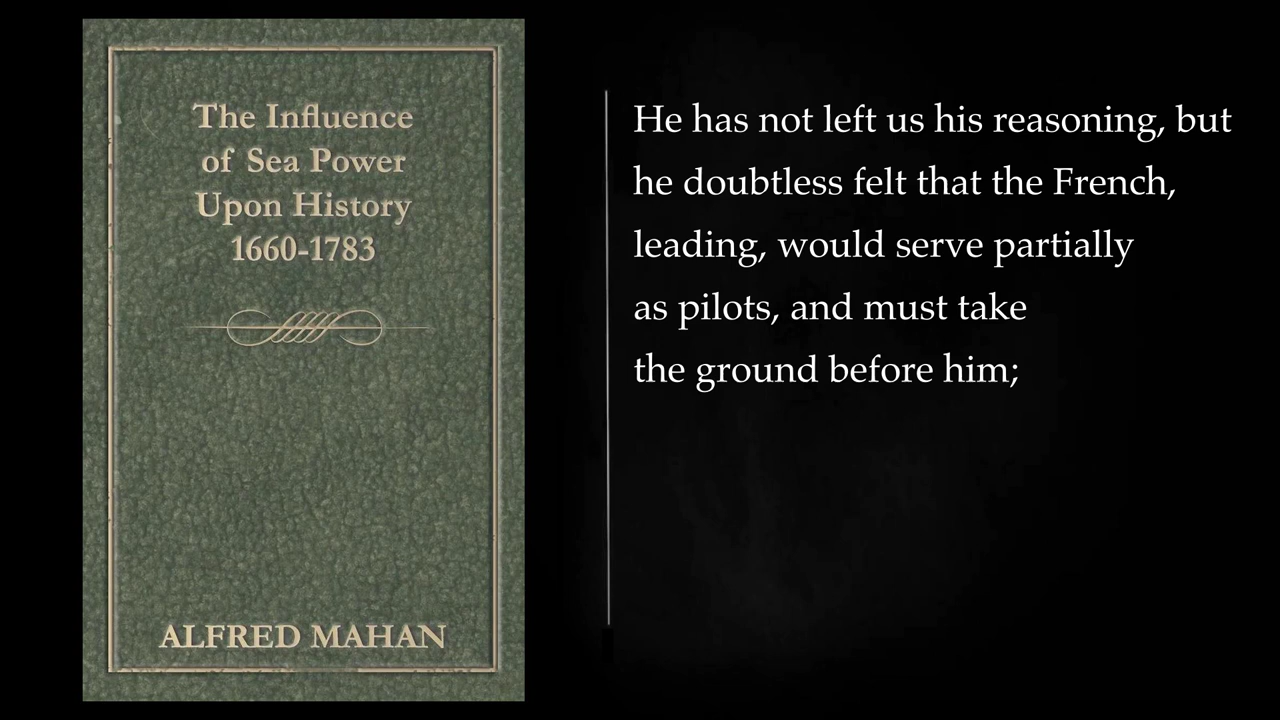 The Influence
of Sea Power
Upon History
1660-1783
ALFRED MAHAN
He has not left us his reasoning, but
he doubtless felt that the French,
leading, would serve partially
as pilots, and must take
the ground before him;